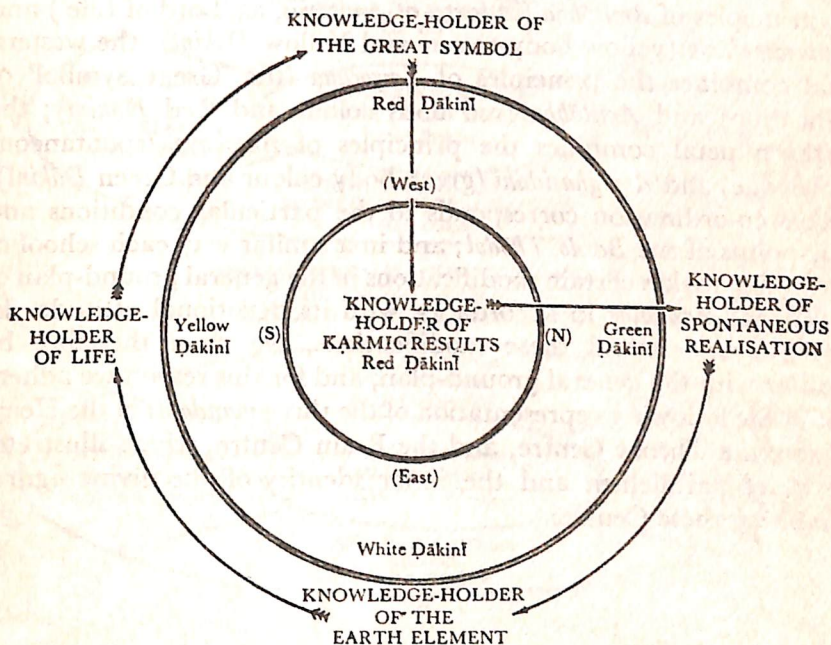 KNOWLEDGE-HOLDER OF
THE GREAT SYMBOL
Red Ḍākinī
(West)
KNOWLEDGE-
HOLDER OF
LIFE
Yellow
Ḍākinī
(S)
KNOWLEDGE-
HOLDER OF
KARMIC RESULTS
Red Ḍākinī
(N)
Green
Ḍākinī
KNOWLEDGE-
HOLDER OF
SPONTANEOUS
REALISATION
(East)
White Ḍākinī
KNOWLEDGE-HOLDER
OF THE
EARTH ELEMENT